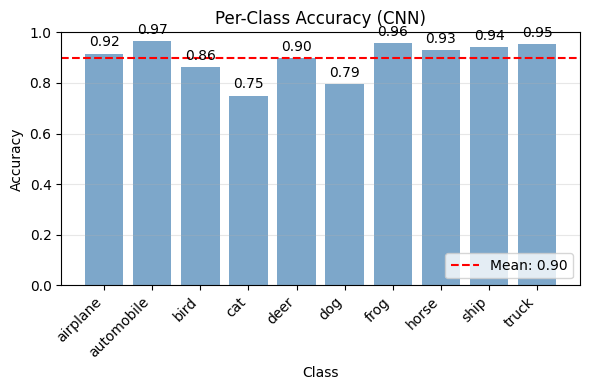 Per-Class Accuracy (CNN)
Accuracy
1.0
0.8
0.6
0.4
0.2
0.0
0.92
0.97
0.86
0.75
0.90
0.79
0.96
0.93
0.94
0.95
Mean: 0.90
airplane
automobile
bird
cat
deer
dog
frog
horse
ship
truck
Class